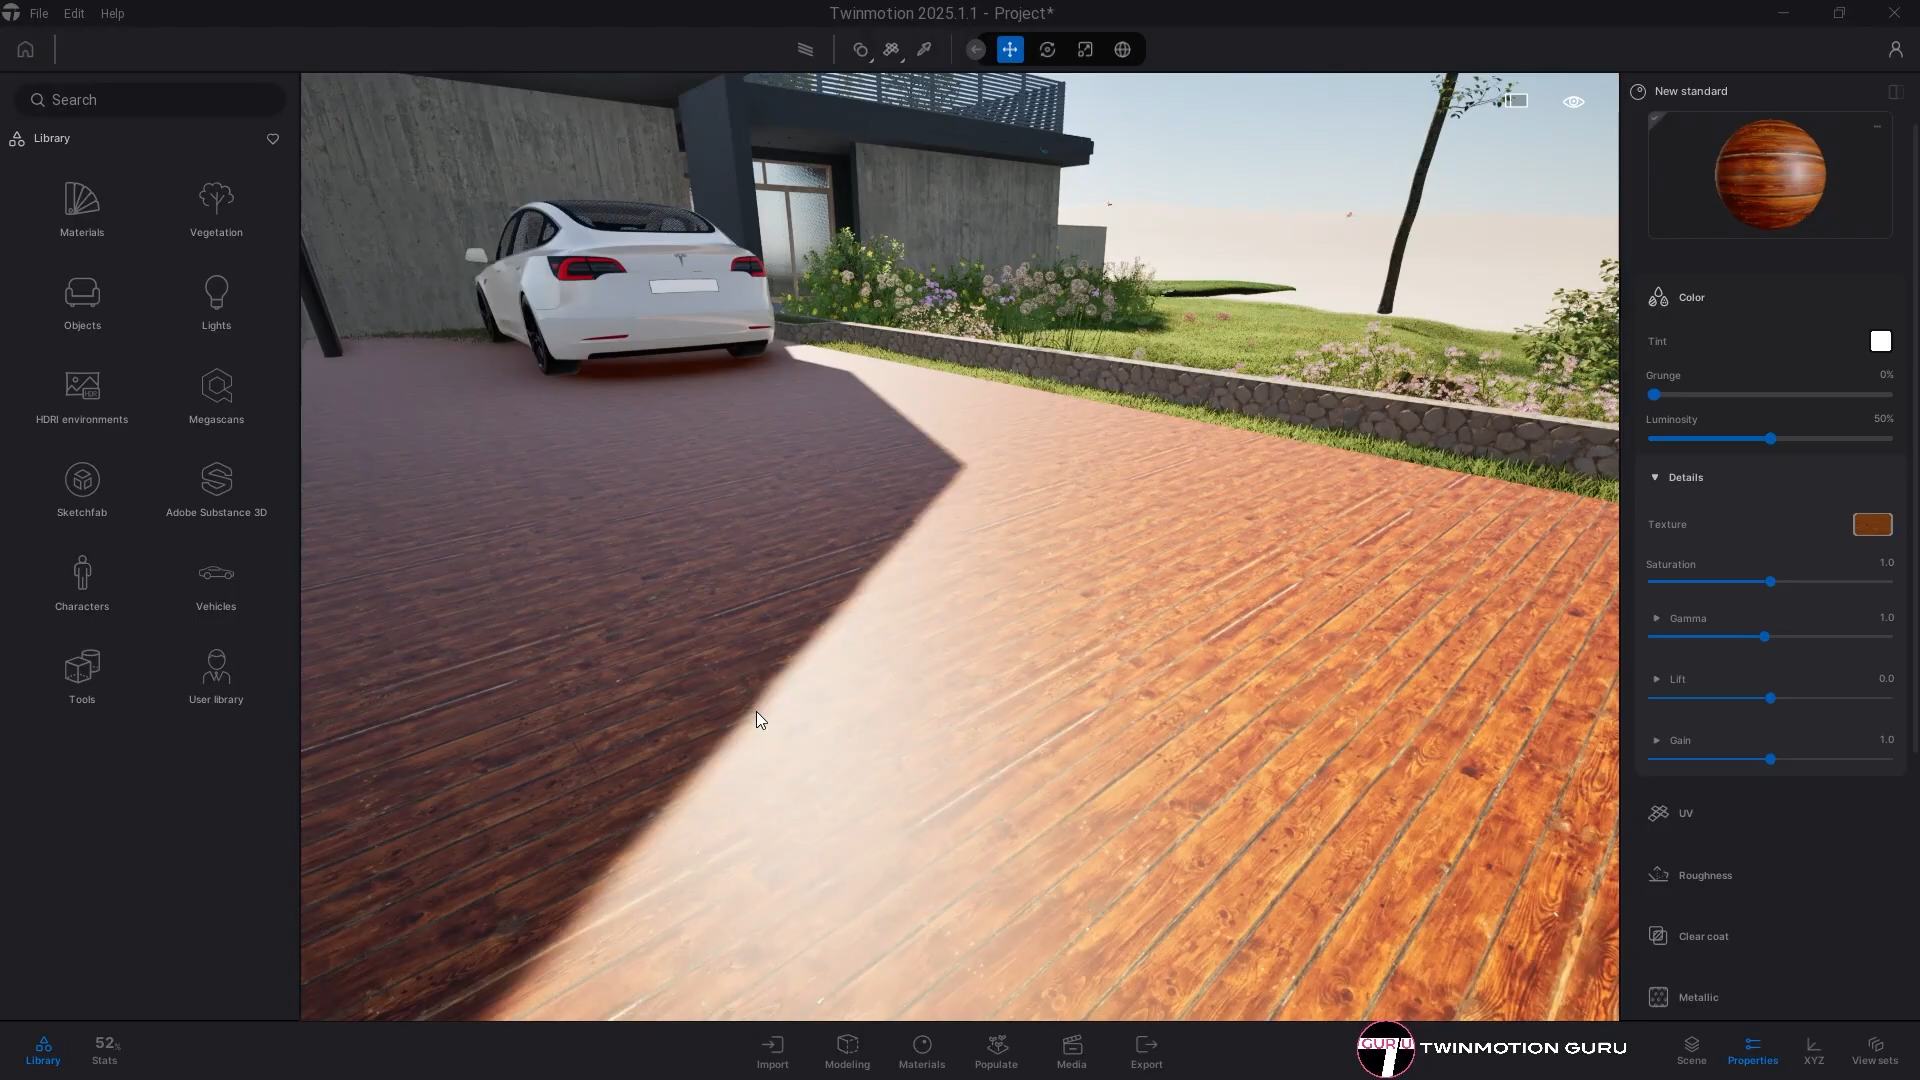 File Edit Help
Twinmotion 2025.1.1 - Project*
Search
New standard
Library
Materials Vegetation
Objects Lights
HDR
HDRI environments Megascans
Sketchfab Adobe Substance 3D
Characters Vehicles
Tools User library
Color
Tint
Grunge 0%
Luminosity 50%
Details
Texture
Saturation 1.0
Gamma 1.0
Lift 0.0
Gain 1.0
UV
Roughness
Clear coat
Metallic
Library
52%
Stats
Import Modeling Materials Populate Media Export
GURU
T
TWINMOTION GURU
Scene Properties XYZ View sets